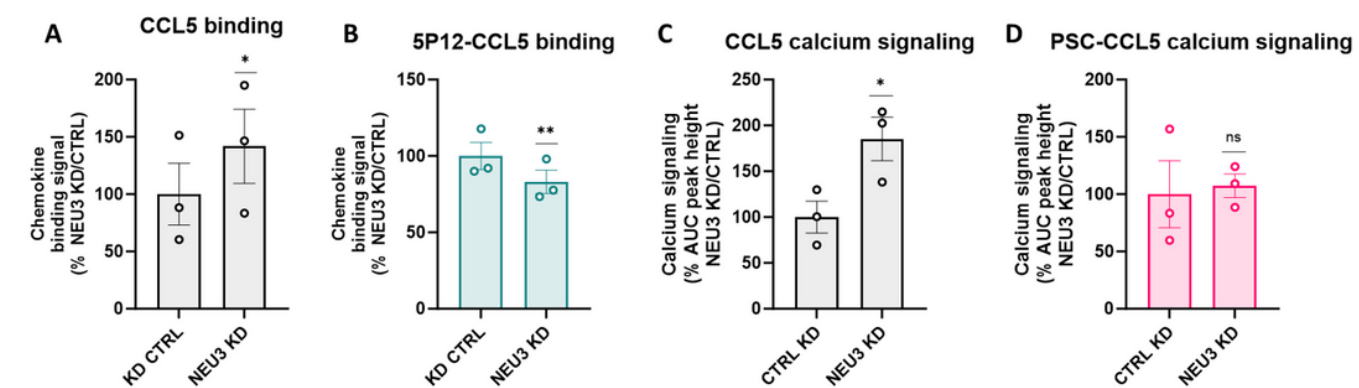 A
CCL5 binding
Chemokine
binding signal
(% NEU3 KD/CTRL)
200
150
100
50
0
*
KD CTRL
NEU3 KD
B
5P12-CCL5 binding
Chemokine
binding signal
(% NEU3 KD/CTRL)
150
100
50
0
**
KD CTRL
NEU3 KD
C
CCL5 calcium signaling
Calcium signaling
(% AUC peak height
NEU3 KD/CTRL)
250
200
150
100
50
0
*
CTRL KD
NEU3 KD
D
PSC-CCL5 calcium signaling
Calcium signaling
(% AUC peak height
NEU3 KD/CTRL)
200
150
100
50
0
ns
CTRL KD
NEU3 KD